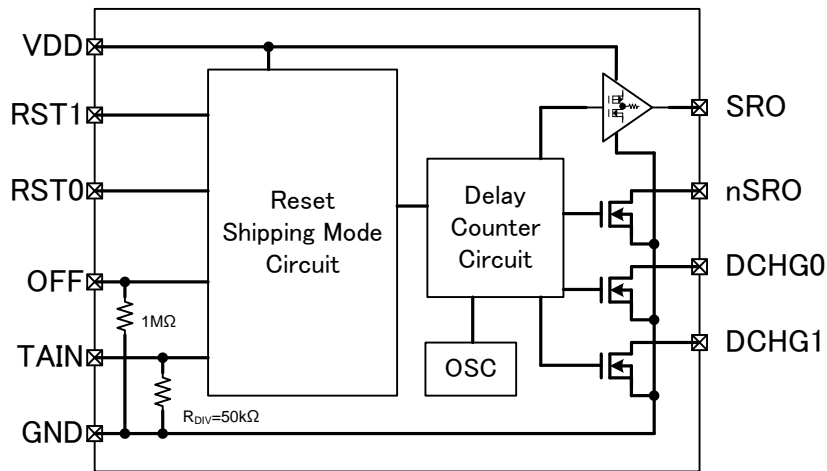 VDD
RST1
RST0
OFF
TAIN
GND
1MΩ
RDIV=50kΩ
Reset
Shipping Mode
Circuit
Delay
Counter
Circuit
OSC
SRO
nSRO
DCHG0
DCHG1